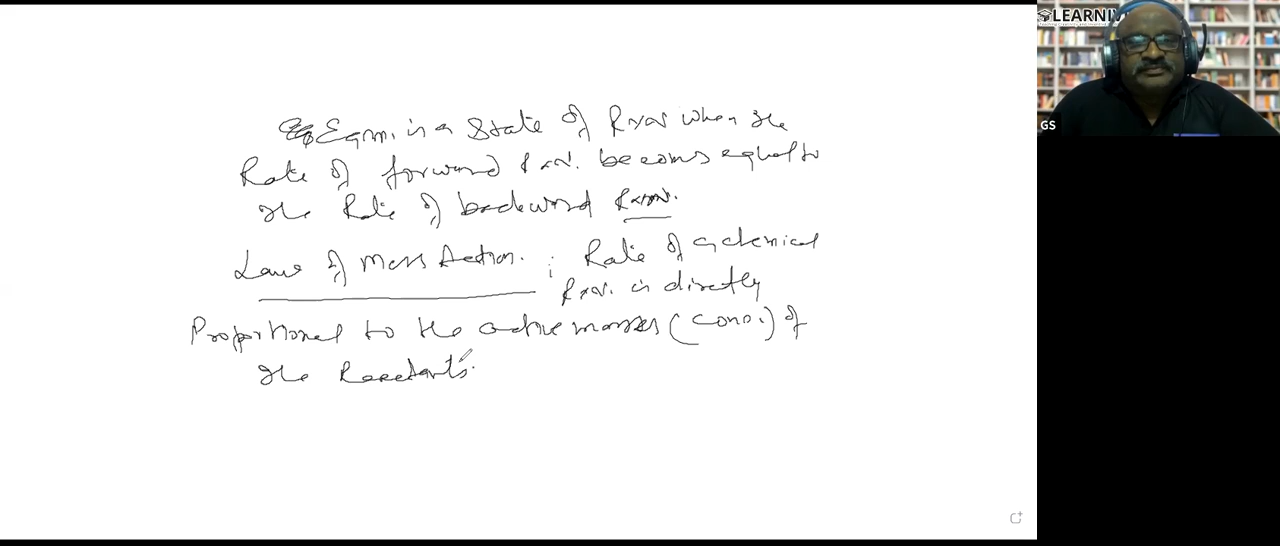 Eqm. is a State of Rxn when the
Rate of forward Rxn. becoms equal to
the Rate of backward Rxn.
Law of Mass Action. : Rate of a chemical
Rxn. is directly
Proportional to the active masses (conc.) of
the Reactants.
LEARNIV
GS